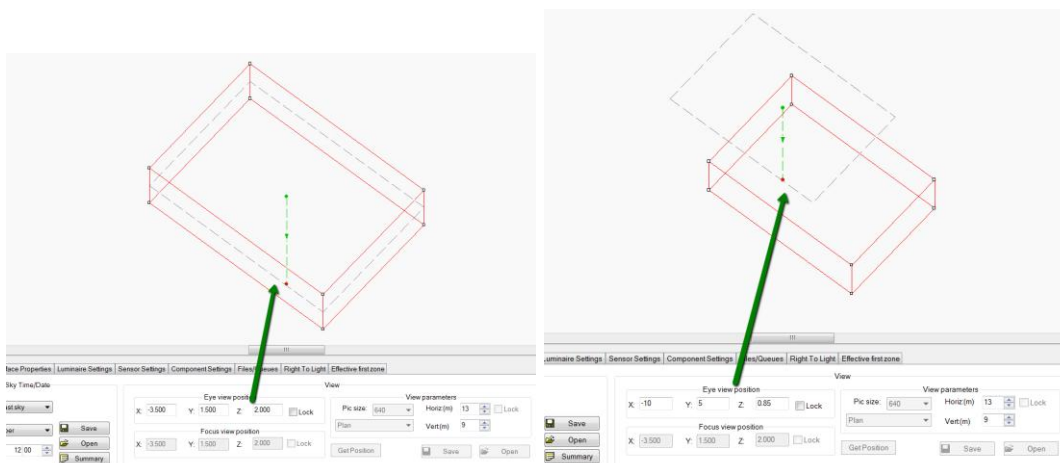 face Properties Luminaire Settings Sensor Settings Component Settings Files/Queues Right To Light Effective first zone
Sky Time/Date
View
Eye view position
View parameters
ast sky
X: -3.500 Y: 1.500 Z: 2.000 Lock
Pic size: 640 Horiz(m) 13 Lock
Save
Focus view position
Plan Vert(m) 9
Open
X: -3.500 Y: 1.500 Z: 2.000 Lock
12:00
Summary
Get Position Save Open
uminaire Settings Sensor Settings Component Settings Files/Queues Right To Light Effective first zone
View
Eye view position
View parameters
X: -10 Y: 5 Z: 0.85 Lock
Pic size: 640 Horiz(m) 13 Lock
Save
Focus view position
Plan Vert(m) 9
Open
X: -3.500 Y: 1.500 Z: 2.000 Lock
Summary
Get Position Save Open